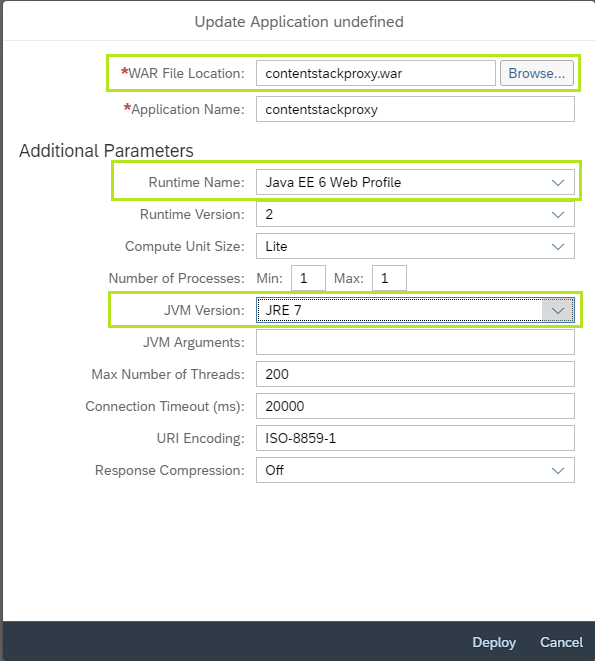 Update Application undefined
*WAR File Location: contentstackproxy.war Browse...
*Application Name: contentstackproxy
Additional Parameters
Runtime Name: Java EE 6 Web Profile
Runtime Version: 2
Compute Unit Size: Lite
Number of Processes: Min: 1 Max: 1
JVM Version: JRE 7
JVM Arguments:
Max Number of Threads: 200
Connection Timeout (ms): 20000
URI Encoding: ISO-8859-1
Response Compression: Off
Deploy Cancel